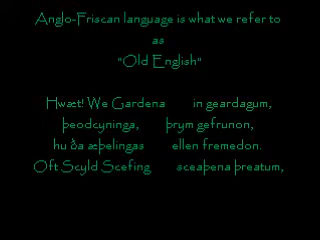 Anglo-Friscan language is what we refer to
as
"Old English"
Hwæt! We Gardena in geardagum,
þeodcyninga, þrym gefrunon,
hu ða æþelingas ellen fremedon.
Oft Scyld Scefing sceaþena þreatum,